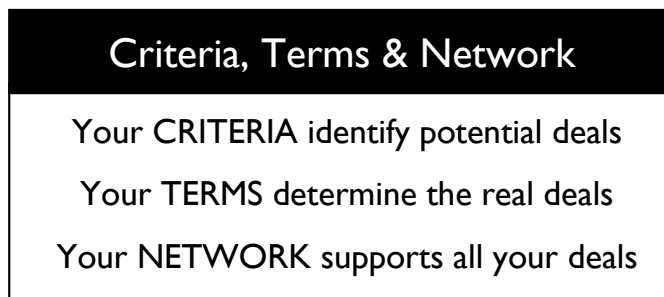 Criteria, Terms & Network
Your CRITERIA identify potential deals
Your TERMS determine the real deals
Your NETWORK supports all your deals